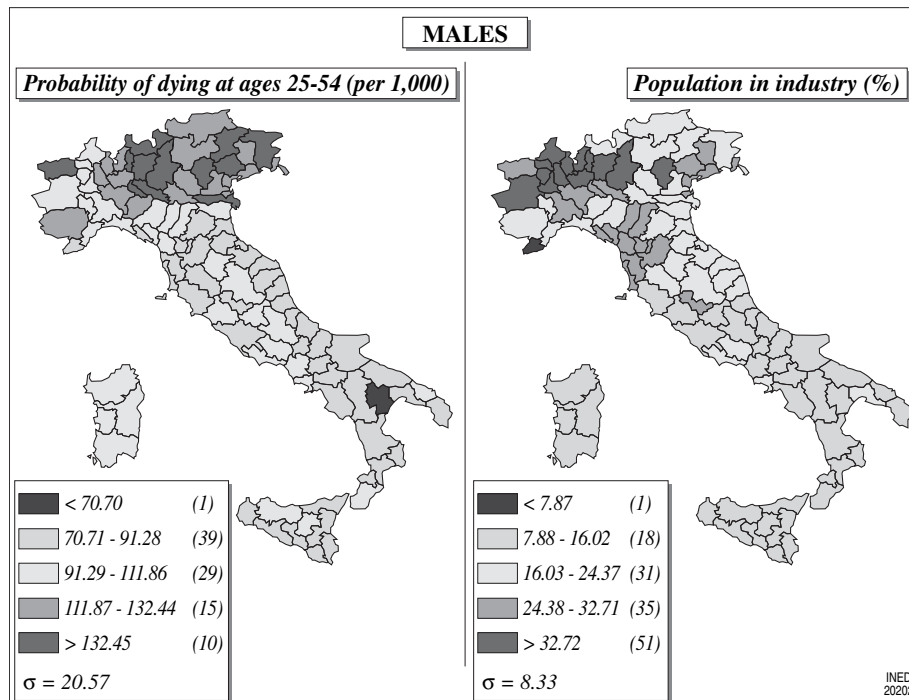 MALES
Probability of dying at ages 25-54 (per 1,000)
< 70.70 (1)
70.71 - 91.28 (39)
91.29 - 111.86 (29)
111.87 - 132.44 (15)
> 132.45 (10)
σ = 20.57
Population in industry (%)
< 7.87 (1)
7.88 - 16.02 (18)
16.03 - 24.37 (31)
24.38 - 32.71 (35)
> 32.72 (51)
σ = 8.33
INED